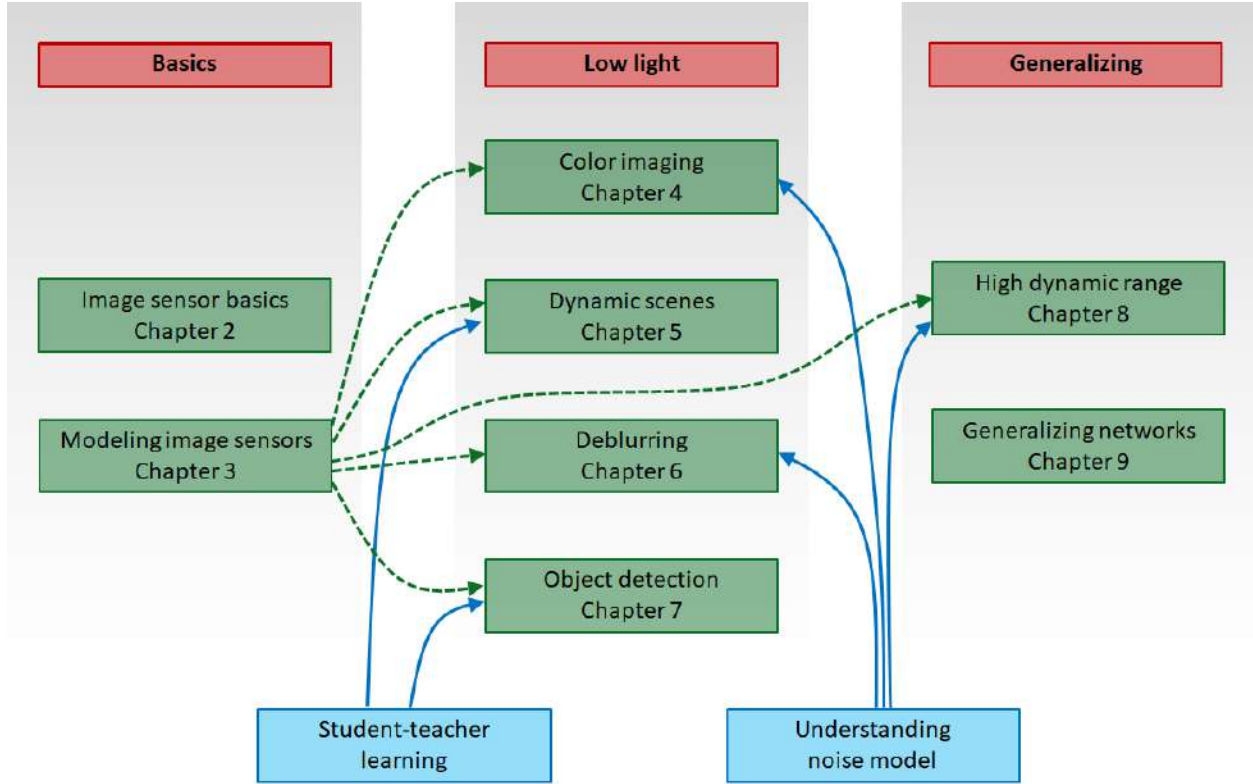 Basics
Low light
Generalizing
Color imaging
Chapter 4
Image sensor basics
Chapter 2
Dynamic scenes
Chapter 5
High dynamic range
Chapter 8
Modeling image sensors
Chapter 3
Deblurring
Chapter 6
Generalizing networks
Chapter 9
Object detection
Chapter 7
Student-teacher
learning
Understanding
noise model